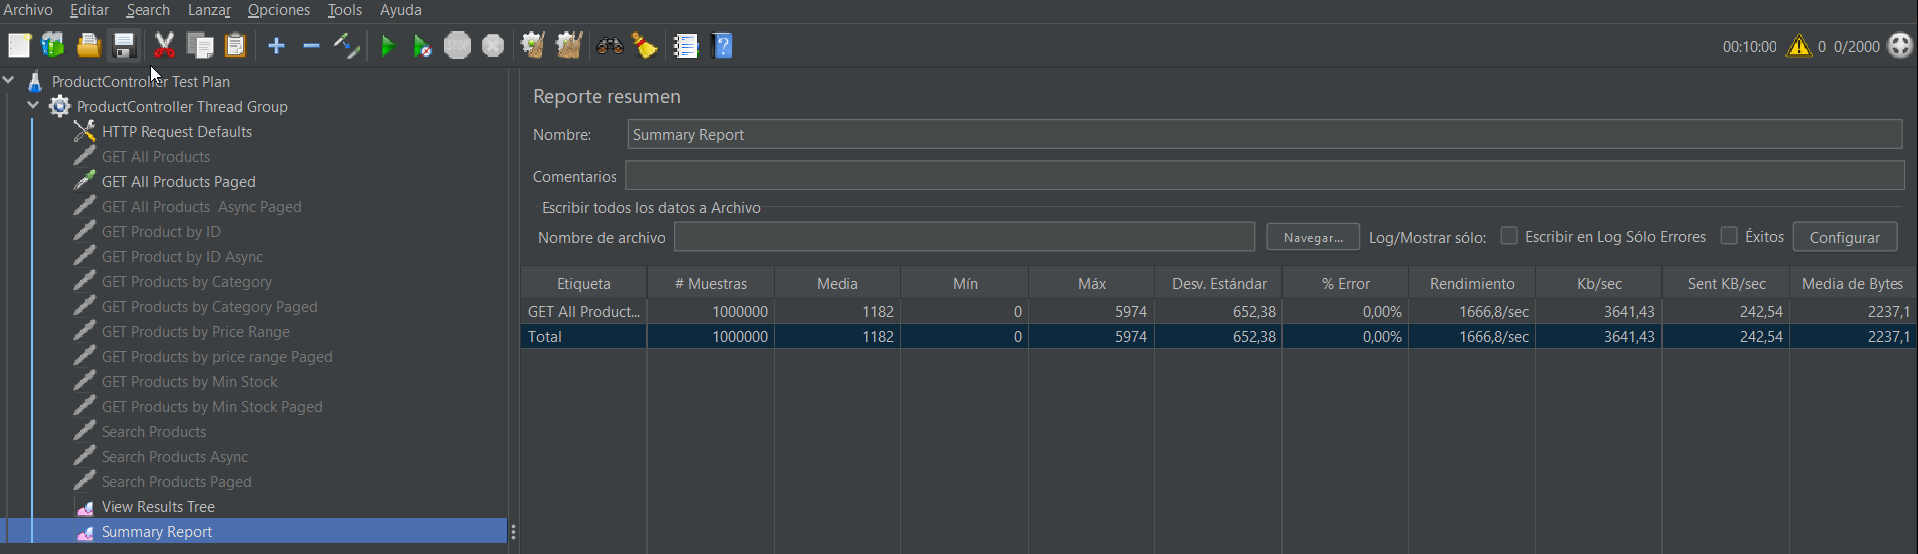 Archivo Editar Search Lanzar Opciones Tools Ayuda
STOP
00:10:00 0 0/2000
ProductController Test Plan
ProductController Thread Group
HTTP Request Defaults
GET All Products
GET All Products Paged
GET All Products Async Paged
GET Product by ID
GET Product by ID Async
GET Products by Category
GET Products by Category Paged
GET Products by Price Range
GET Products by price range Paged
GET Products by Min Stock
GET Products by Min Stock Paged
Search Products
Search Products Async
Search Products Paged
View Results Tree
Summary Report
Reporte resumen
Nombre: Summary Report
Comentarios
Escribir todos los datos a Archivo
Nombre de archivo Navegar... Log/Mostrar sólo: Escribir en Log Sólo Errores Éxitos Configurar
Etiqueta # Muestras Media Mín Máx Desv. Estándar % Error Rendimiento Kb/sec Sent KB/sec Media de Bytes
GET All Product... 1000000 1182 0 5974 652,38 0,00% 1666,8/sec 3641,43 242,54 2237,1
Total 1000000 1182 0 5974 652,38 0,00% 1666,8/sec 3641,43 242,54 2237,1